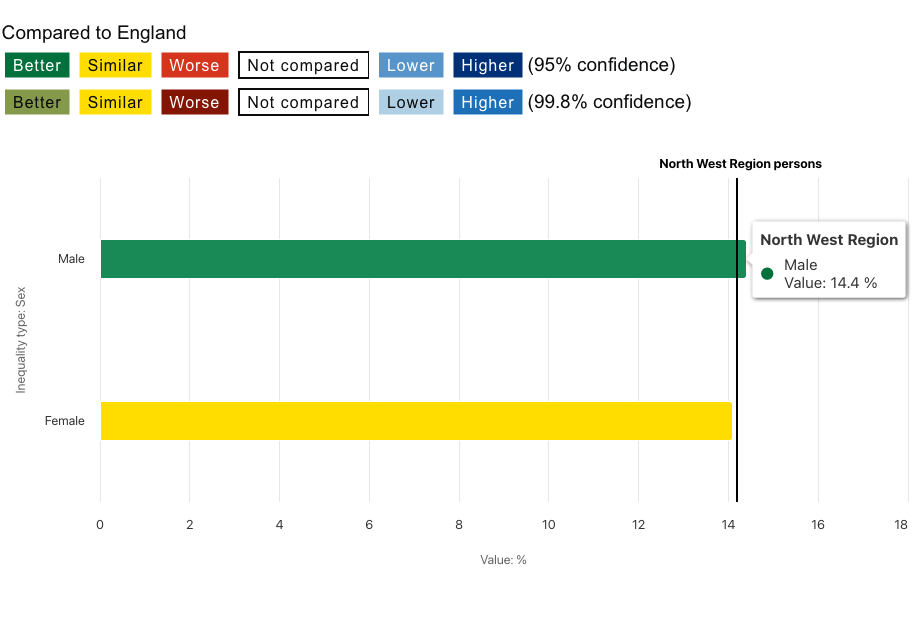 Compared to England
Better Similar Worse Not compared Lower Higher (95% confidence)
Better Similar Worse Not compared Lower Higher (99.8% confidence)
North West Region persons
North West Region
Male
Value: 14.4 %
Male
Inequality type: Sex
Female
0 2 4 6 8 10 12 14 16 18
Value: %